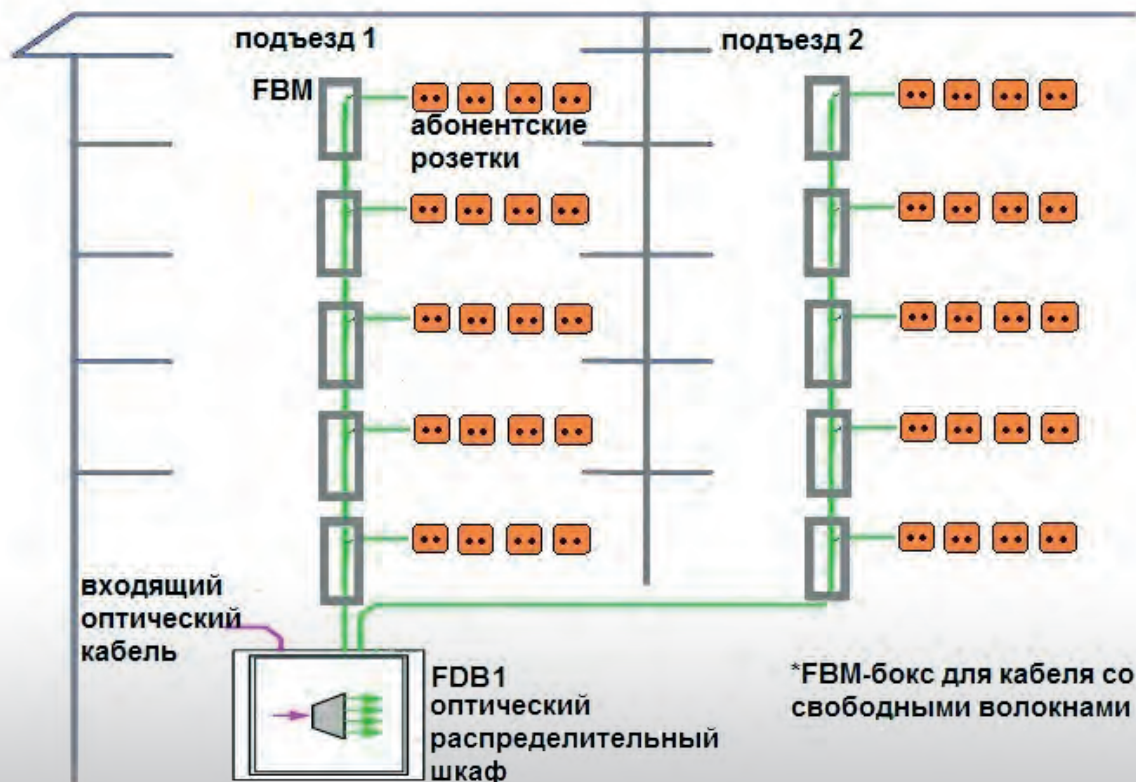 подъезд 1
подъезд 2
FBM
абонентские
розетки
входящий
оптический
кабель
FDB1
оптический
распределительный
шкаф
*FBM-бокс для кабеля со
свободными волокнами